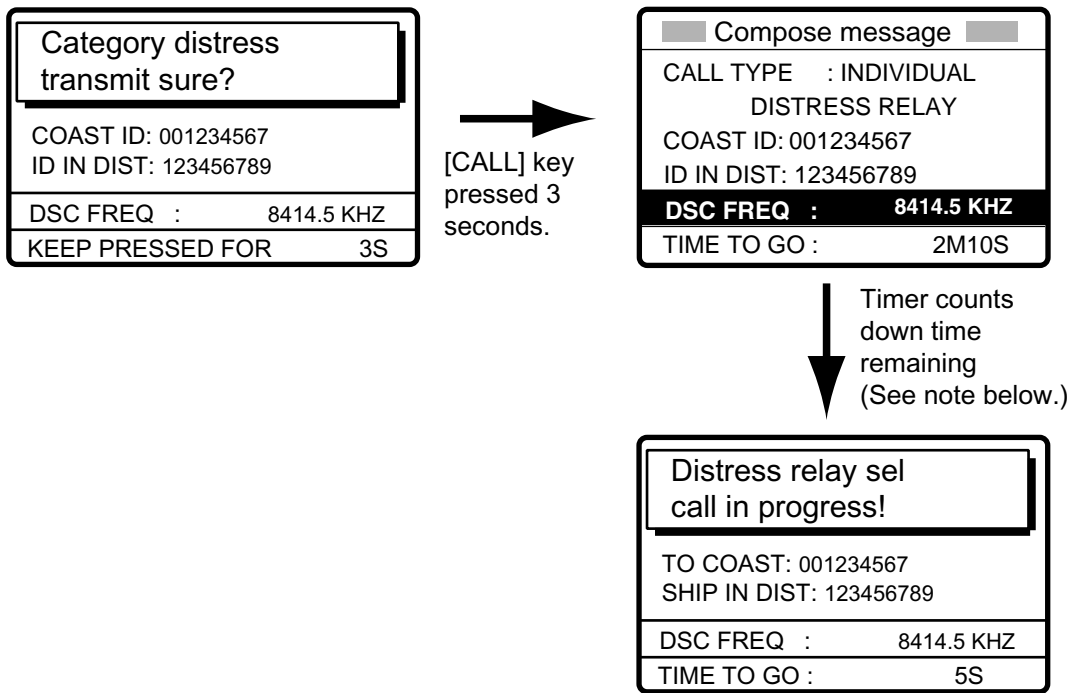 Category distress
transmit sure?
COAST ID: 001234567
ID IN DIST: 123456789
DSC FREQ : 8414.5 KHZ
KEEP PRESSED FOR 3S
[CALL] key
pressed 3
seconds.
Compose message
CALL TYPE : INDIVIDUAL
DISTRESS RELAY
COAST ID: 001234567
ID IN DIST: 123456789
DSC FREQ : 8414.5 KHZ
TIME TO GO : 2M10S
Timer counts
down time
remaining
(See note below.)
Distress relay sel
call in progress!
TO COAST: 001234567
SHIP IN DIST: 123456789
DSC FREQ : 8414.5 KHZ
TIME TO GO : 5S